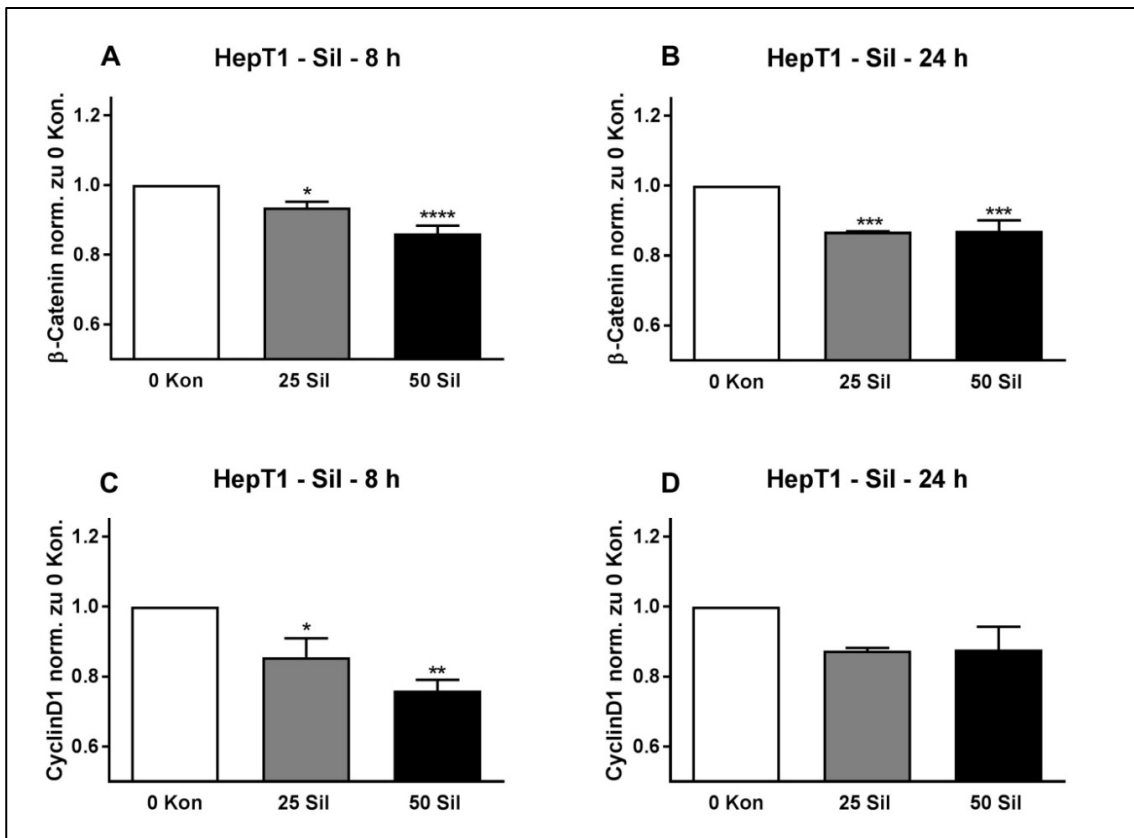 A
HepT1 - Sil - 8 h
β-Catenin norm. zu 0 Kon.
1.2
1.0
0.8
0.6
*
****
0 Kon
25 Sil
50 Sil
B
HepT1 - Sil - 24 h
β-Catenin norm. zu 0 Kon.
1.2
1.0
0.8
0.6
***
***
0 Kon
25 Sil
50 Sil
C
HepT1 - Sil - 8 h
CyclinD1 norm. zu 0 Kon.
1.2
1.0
0.8
0.6
*
**
0 Kon
25 Sil
50 Sil
D
HepT1 - Sil - 24 h
CyclinD1 norm. zu 0 Kon.
1.2
1.0
0.8
0.6
0 Kon
25 Sil
50 Sil